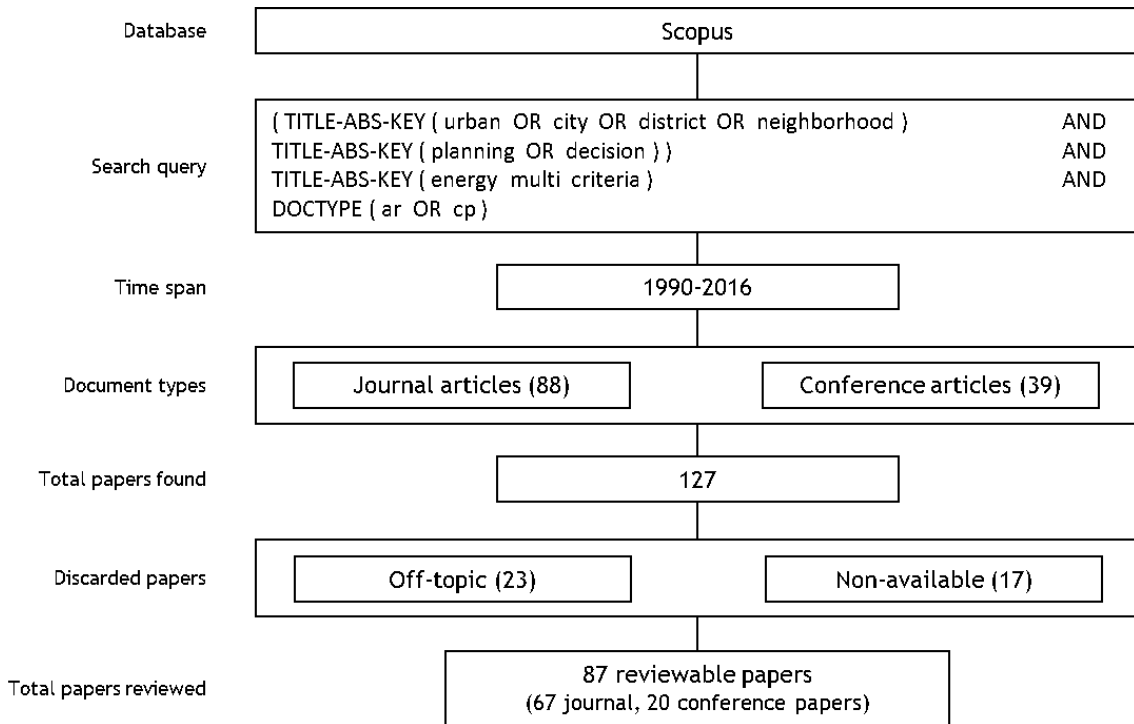 Database
Scopus
Search query
( TITLE-ABS-KEY ( urban OR city OR district OR neighborhood ) AND
TITLE-ABS-KEY ( planning OR decision ) ) AND
TITLE-ABS-KEY ( energy multi criteria ) AND
DOCTYPE ( ar OR cp )
Time span
1990-2016
Document types
Journal articles (88)
Conference articles (39)
Total papers found
127
Discarded papers
Off-topic (23)
Non-available (17)
Total papers reviewed
87 reviewable papers
(67 journal, 20 conference papers)